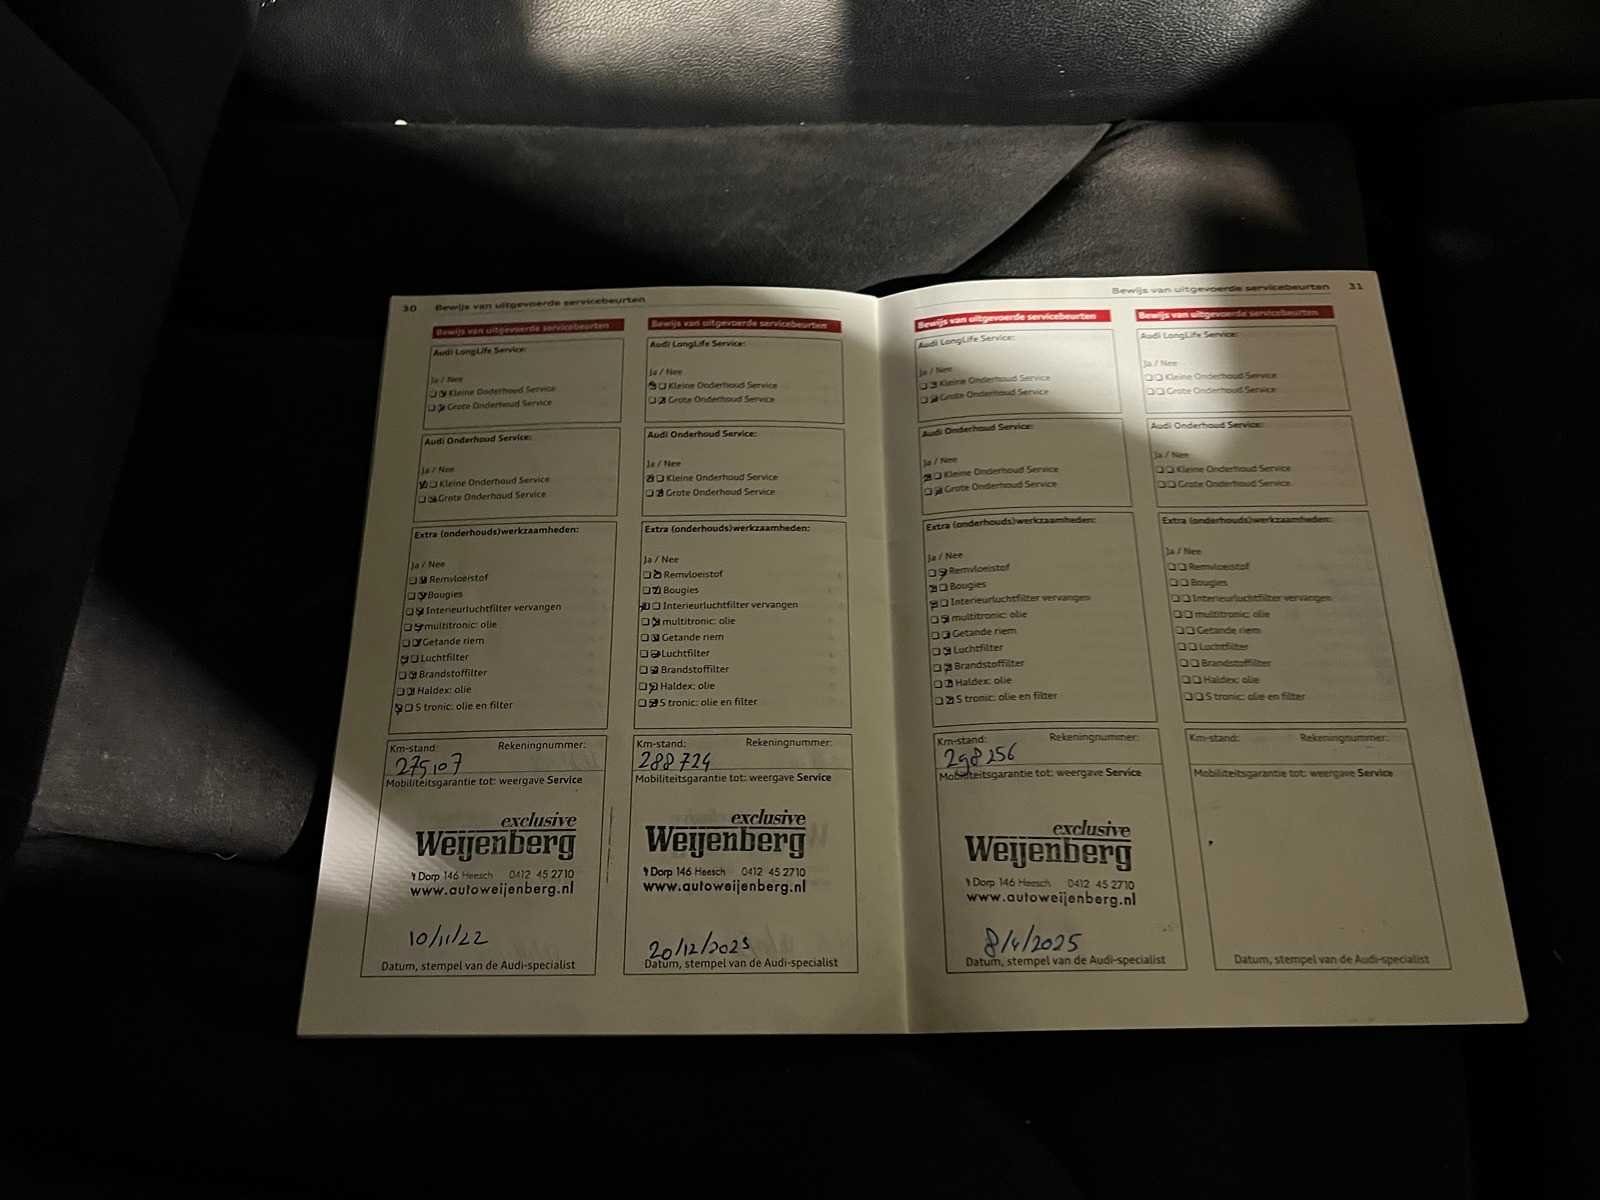 30 Bewijs van uitgevoerde servicebeurten
Bewijs van uitgevoerde servicebeurten
Audi LongLife Service:
Ja / Nee
Kleine Onderhoud Service
Grote Onderhoud Service
Audi Onderhoud Service:
Ja / Nee
Kleine Onderhoud Service
Grote Onderhoud Service
Extra (onderhouds)werkzaamheden:
Ja / Nee
Remvloeistof
Bougies
Interieurluchtfilter vervangen
multitronic: olie
Getande riem
Luchtfilter
Brandstoffilter
Haldex: olie
S tronic: olie en filter
Km-stand: Rekeningnummer:
275107
Mobiliteitsgarantie tot: weergave Service
exclusive
Weijenberg
't Dorp 146 Heesch 0412 45 2710
www.autoweijenberg.nl
10/11/22
Datum, stempel van de Audi-specialist
Bewijs van uitgevoerde servicebeurten
Audi LongLife Service:
Ja / Nee
Kleine Onderhoud Service
Grote Onderhoud Service
Audi Onderhoud Service:
Ja / Nee
Kleine Onderhoud Service
Grote Onderhoud Service
Extra (onderhouds)werkzaamheden:
Ja / Nee
Remvloeistof
Bougies
Interieurluchtfilter vervangen
multitronic: olie
Getande riem
Luchtfilter
Brandstoffilter
Haldex: olie
S tronic: olie en filter
Km-stand: Rekeningnummer:
288724
Mobiliteitsgarantie tot: weergave Service
exclusive
Weijenberg
't Dorp 146 Heesch 0412 45 2710
www.autoweijenberg.nl
20/12/2023
Datum, stempel van de Audi-specialist
Bewijs van uitgevoerde servicebeurten 31
Bewijs van uitgevoerde servicebeurten
Audi LongLife Service:
Ja / Nee
Kleine Onderhoud Service
Grote Onderhoud Service
Audi Onderhoud Service:
Ja / Nee
Kleine Onderhoud Service
Grote Onderhoud Service
Extra (onderhouds)werkzaamheden:
Ja / Nee
Remvloeistof
Bougies
Interieurluchtfilter vervangen
multitronic: olie
Getande riem
Luchtfilter
Brandstoffilter
Haldex: olie
S tronic: olie en filter
Km-stand: Rekeningnummer:
298256
Mobiliteitsgarantie tot: weergave Service
exclusive
Weijenberg
't Dorp 146 Heesch 0412 45 2710
www.autoweijenberg.nl
8/4/2025
Datum, stempel van de Audi-specialist
Bewijs van uitgevoerde servicebeurten
Audi LongLife Service:
Ja / Nee
Kleine Onderhoud Service
Grote Onderhoud Service
Audi Onderhoud Service:
Ja / Nee
Kleine Onderhoud Service
Grote Onderhoud Service
Extra (onderhouds)werkzaamheden:
Ja / Nee
Remvloeistof
Bougies
Interieurluchtfilter vervangen
multitronic: olie
Getande riem
Luchtfilter
Brandstoffilter
Haldex: olie
S tronic: olie en filter
Km-stand: Rekeningnummer:
Mobiliteitsgarantie tot: weergave Service
Datum, stempel van de Audi-specialist